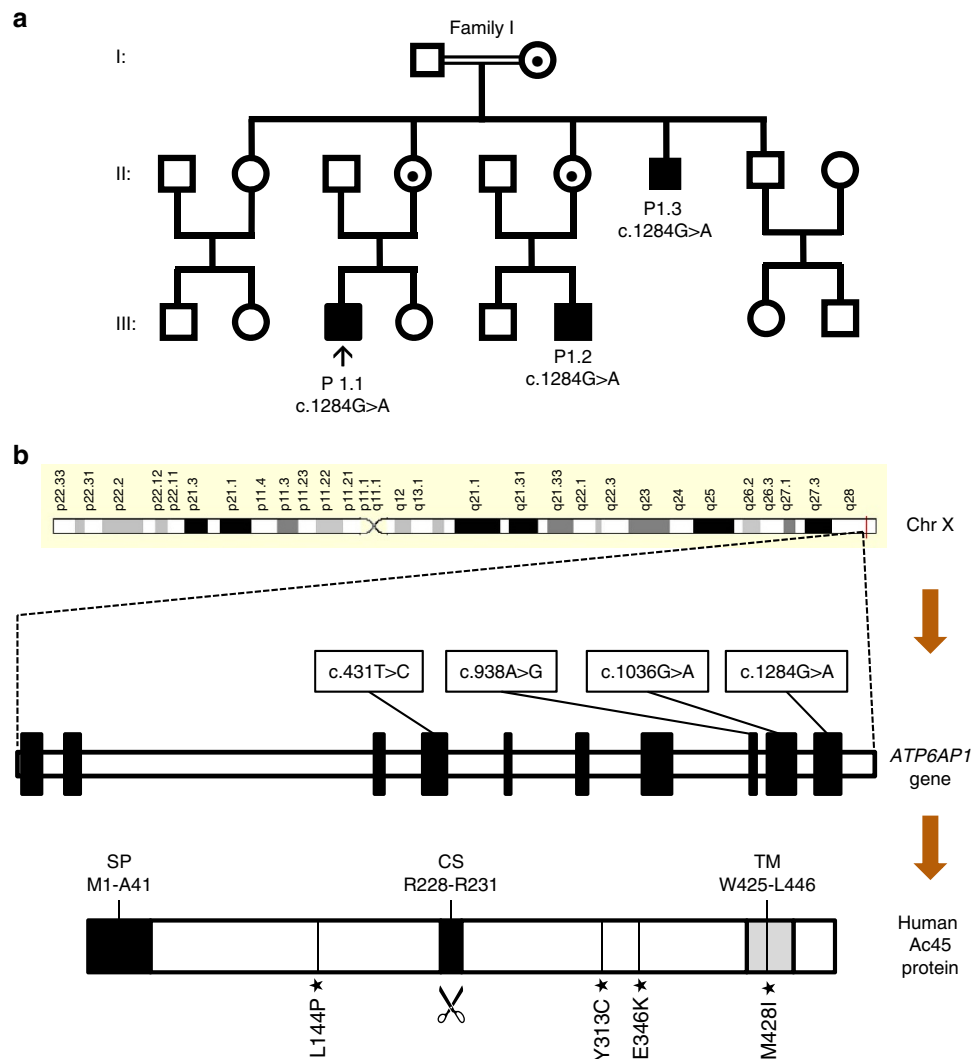 a
Family I
I:
II:
P1.3
c.1284G>A
III:
P 1.1
c.1284G>A
P1.2
c.1284G>A
b
p22.33
p22.31
p22.2
p22.12
p22.11
p21.3
p21.1
p11.4
p11.3
p11.23
p11.22
p11.21
p11.1
q11.1
q12
q13.1
q21.1
q21.31
q21.33
q22.1
q22.3
q23
q24
q25
q26.2
q26.3
q27.1
q27.3
q28
Chr X
c.431T>C
c.938A>G
c.1036G>A
c.1284G>A
ATP6AP1
gene
SP
M1-A41
CS
R228-R231
TM
W425-L446
Human
Ac45
protein
L144P
Y313C
E346K
M428I